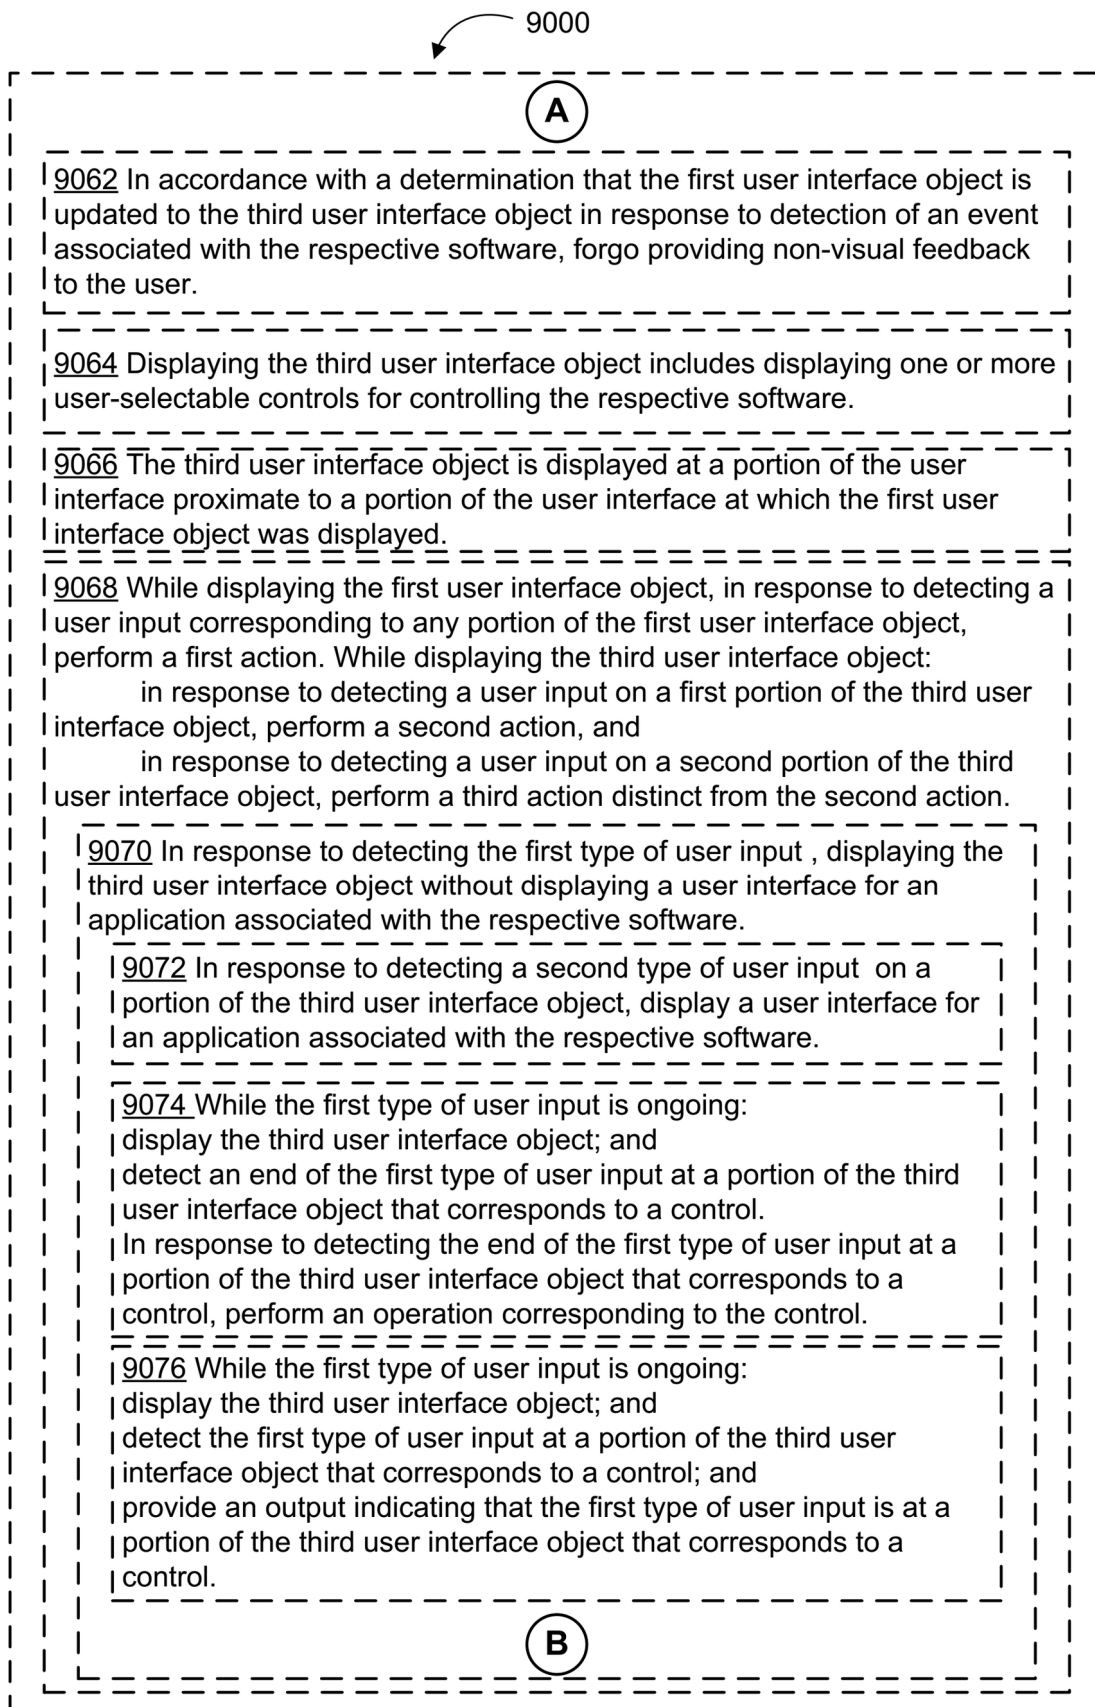 9000
A
9062 In accordance with a determination that the first user interface object is
updated to the third user interface object in response to detection of an event
associated with the respective software, forgo providing non-visual feedback
to the user.
9064 Displaying the third user interface object includes displaying one or more
user-selectable controls for controlling the respective software.
9066 The third user interface object is displayed at a portion of the user
interface proximate to a portion of the user interface at which the first user
interface object was displayed.
9068 While displaying the first user interface object, in response to detecting a
user input corresponding to any portion of the first user interface object,
perform a first action. While displaying the third user interface object:
in response to detecting a user input on a first portion of the third user
interface object, perform a second action, and
in response to detecting a user input on a second portion of the third
user interface object, perform a third action distinct from the second action.
9070 In response to detecting the first type of user input , displaying the
third user interface object without displaying a user interface for an
application associated with the respective software.
9072 In response to detecting a second type of user input  on a
portion of the third user interface object, display a user interface for
an application associated with the respective software.
9074 While the first type of user input is ongoing:
display the third user interface object; and
detect an end of the first type of user input at a portion of the third
user interface object that corresponds to a control.
In response to detecting the end of the first type of user input at a
portion of the third user interface object that corresponds to a
control, perform an operation corresponding to the control.
9076 While the first type of user input is ongoing:
display the third user interface object; and
detect the first type of user input at a portion of the third user
interface object that corresponds to a control; and
provide an output indicating that the first type of user input is at a
portion of the third user interface object that corresponds to a
control.
B